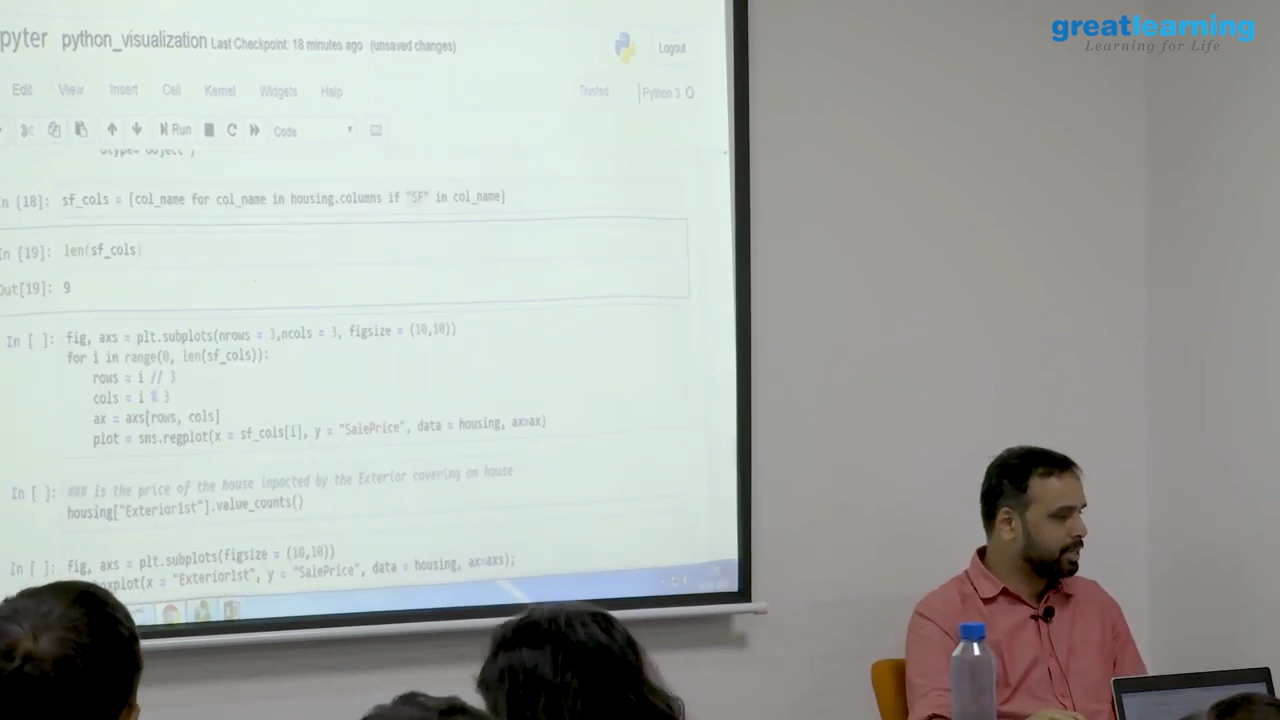 greatlearning
Learning for Life
pyter python_visualization Last Checkpoint: 18 minutes ago (unsaved changes)
Logout
Edit View Insert Cell Kernel Widgets Help
Trusted Python 3
Run Code
n [18]: sf_cols = [col_name for col_name in housing.columns if "SF" in col_name]
In [19]: len(sf_cols)
Out[19]: 9
In [ ]: fig, axs = plt.subplots(nrows = 3,ncols = 3, figsize = (10,10))
for i in range(0, len(sf_cols)):
rows = i // 3
cols = i % 3
ax = axs[rows, cols]
plot = sns.regplot(x = sf_cols[i], y = "SalePrice", data = housing, ax=ax)
In [ ]: ### Is the price of the house impacted by the Exterior covering on house
housing["Exterior1st"].value_counts()
In [ ]: fig, axs = plt.subplots(figsize = (10,10))
oxplot(x = "Exterior1st", y = "SalePrice", data = housing, ax=axs);